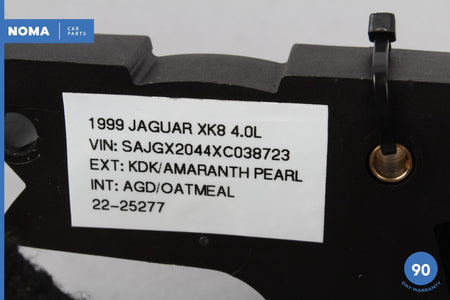 NOMA CAR
PARTS
1999 JAGUAR XK8 4.0L
VIN: SAJGX2044XC038723
EXT: KDK/AMARANTH PEARL
INT: AGD/OATMEAL
22-25277
90
DAY WARRANTY